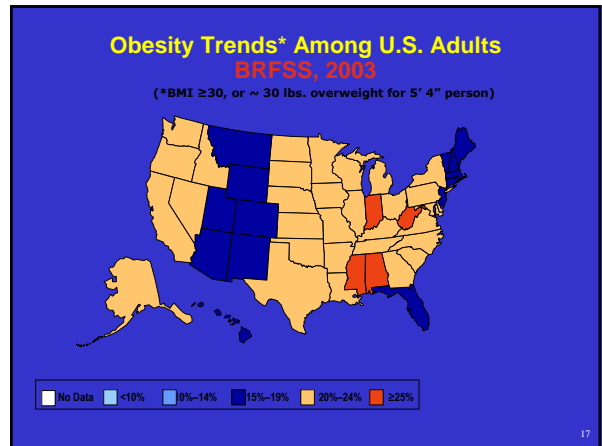 Obesity Trends* Among U.S. Adults
BRFSS, 2003
(*BMI ≥30, or ~ 30 lbs. overweight for 5' 4" person)
No Data <10% 0%–14% 15%–19% 20%–24% ≥25%
17